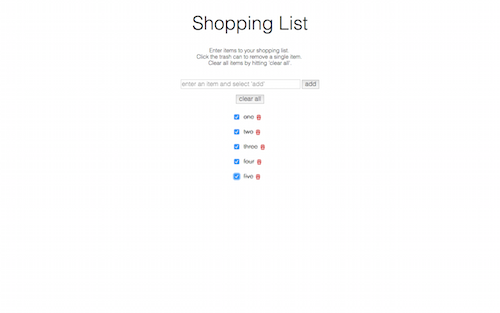 Shopping List
Enter items to your shopping list.
Click the trash can to remove a single item.
Clear all items by hitting 'clear all'.
enter an item and select 'add' add
clear all
one
two
three
four
five